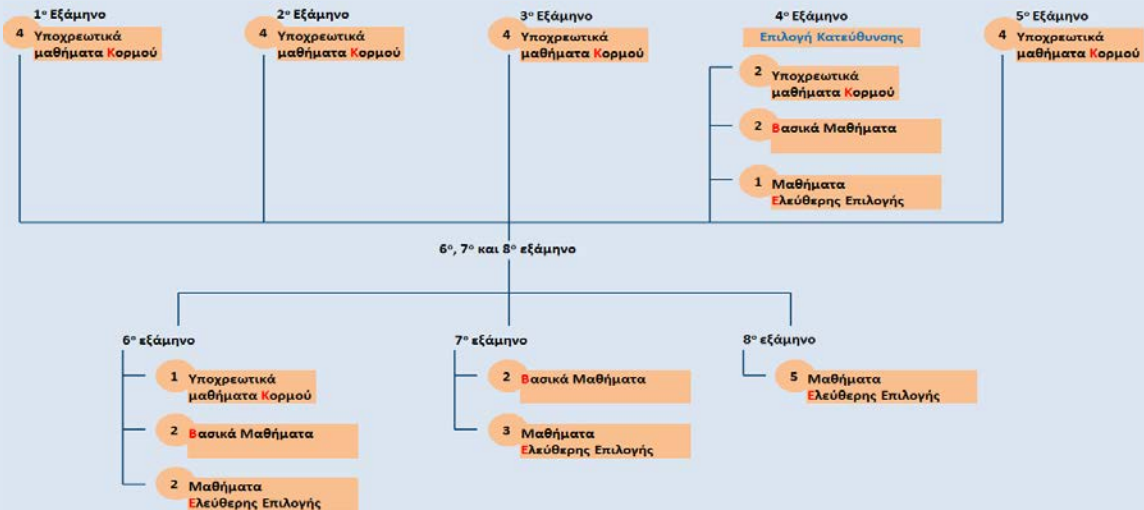 1ο Εξάμηνο
4 Υποχρεωτικά
μαθήματα Κορμού
2ο Εξάμηνο
4 Υποχρεωτικά
μαθήματα Κορμού
3ο Εξάμηνο
4 Υποχρεωτικά
μαθήματα Κορμού
4ο Εξάμηνο
Επιλογή Κατεύθυνσης
2 Υποχρεωτικά
μαθήματα Κορμού
2 Βασικά Μαθήματα
1 Μαθήματα
Ελεύθερης Επιλογής
5ο Εξάμηνο
4 Υποχρεωτικά
μαθήματα Κορμού
6ο, 7ο και 8ο εξάμηνο
6ο εξάμηνο
1 Υποχρεωτικά
μαθήματα Κορμού
2 Βασικά Μαθήματα
2 Μαθήματα
Ελεύθερης Επιλογής
7ο εξάμηνο
2 Βασικά Μαθήματα
3 Μαθήματα
Ελεύθερης Επιλογής
8ο εξάμηνο
5 Μαθήματα
Ελεύθερης Επιλογής